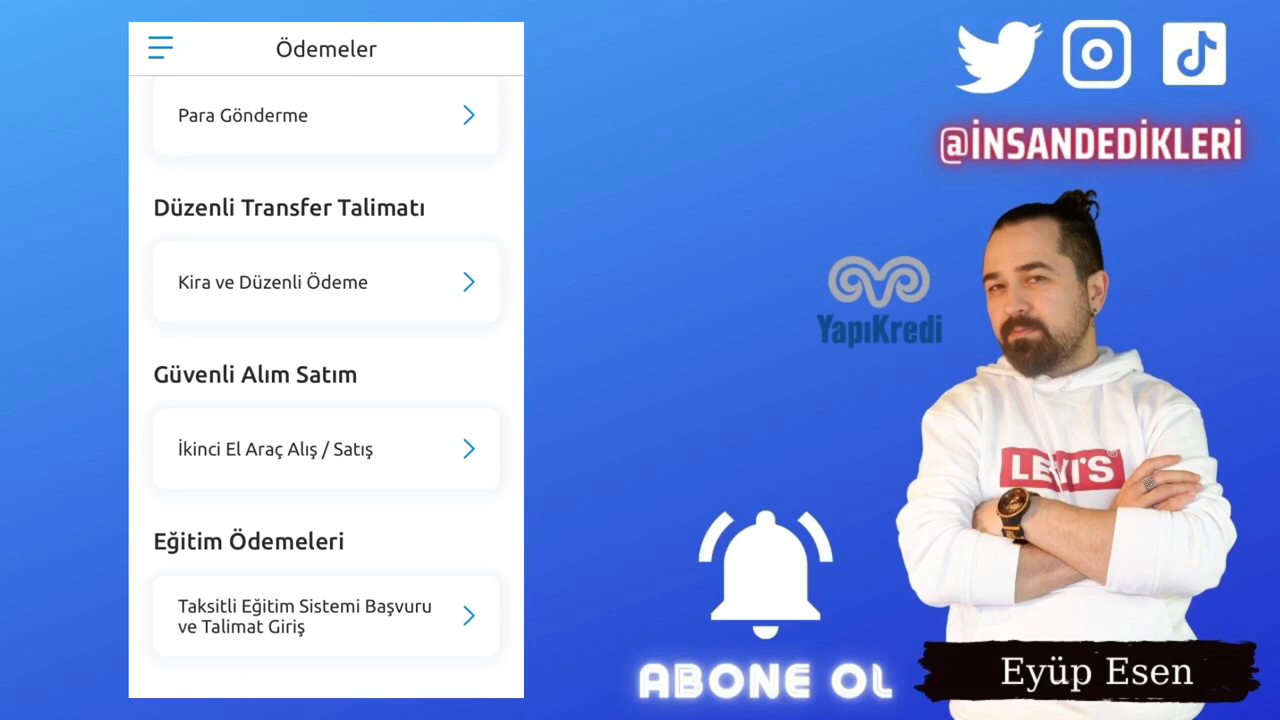 Ödemeler
Para Gönderme
Düzenli Transfer Talimatı
Kira ve Düzenli Ödeme
Güvenli Alım Satım
İkinci El Araç Alış / Satış
Eğitim Ödemeleri
Taksitli Eğitim Sistemi Başvuru
ve Talimat Giriş
@İNSANDEDİKLERİ
YapıKredi
LEVI'S®
ABONE OL
Eyüp Esen